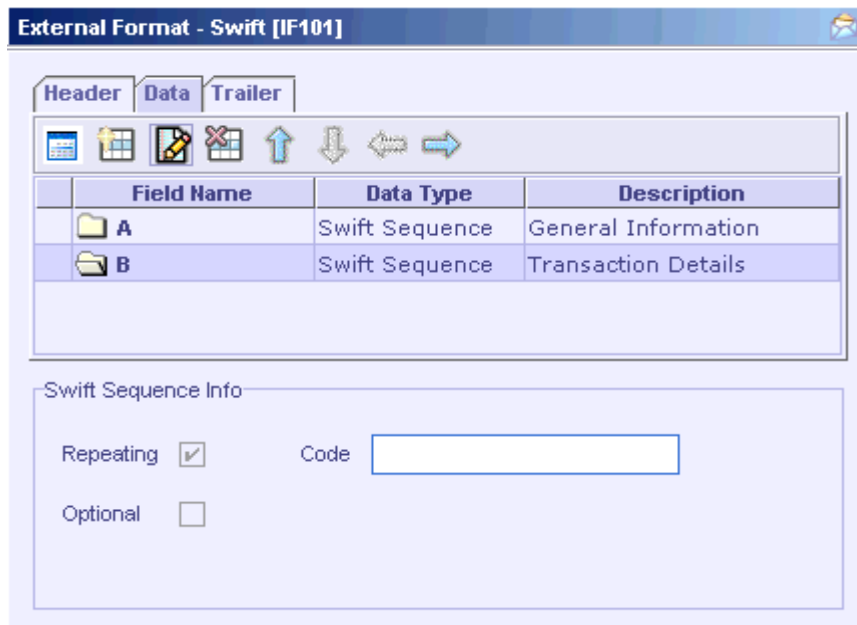 External Format - Swift [IF101]
Header Data Trailer
Field Name Data Type Description
A Swift Sequence General Information
B Swift Sequence Transaction Details
Swift Sequence Info
Repeating Code
Optional